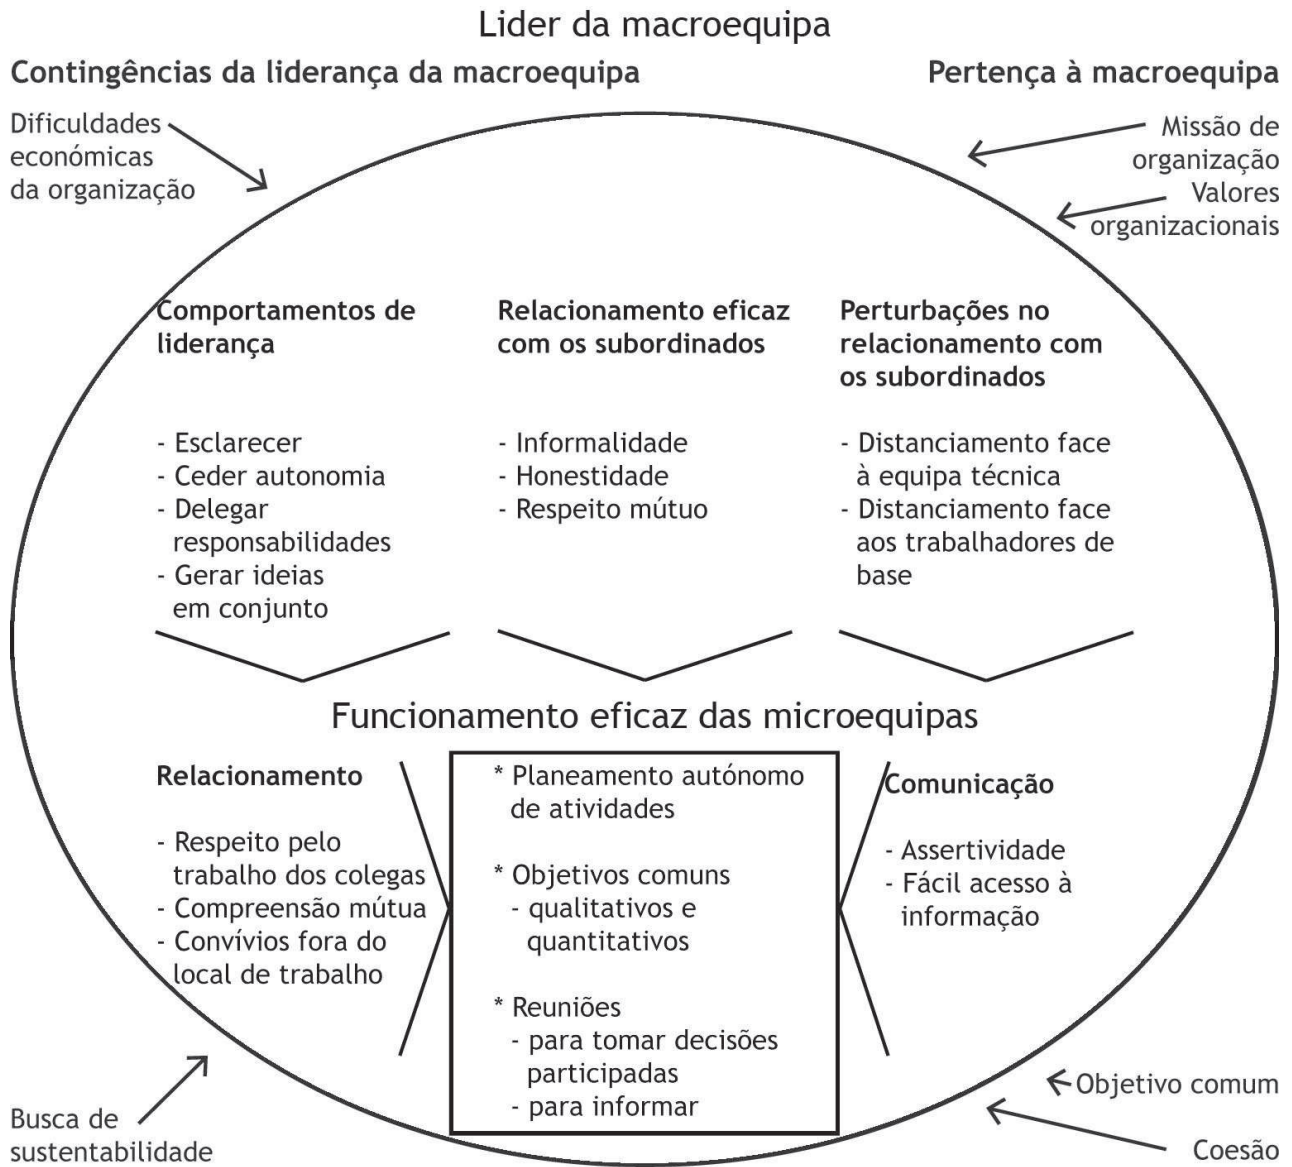 Lider da macroequipa
Contingências da liderança da macroequipa
Pertença à macroequipa
Dificuldades
económicas
da organização
Missão de
organização
Valores
organizacionais
Comportamentos de
liderança
- Esclarecer
- Ceder autonomia
- Delegar
responsabilidades
- Gerar ideias
em conjunto
Relacionamento eficaz
com os subordinados
- Informalidade
- Honestidade
- Respeito mútuo
Perturbações no
relacionamento com
os subordinados
- Distanciamento face
à equipa técnica
- Distanciamento face
aos trabalhadores de
base
Funcionamento eficaz das microequipas
Relacionamento
- Respeito pelo
trabalho dos colegas
- Compreensão mútua
- Convívios fora do
local de trabalho
* Planeamento autónomo
de atividades
* Objetivos comuns
- qualitativos e
quantitativos
* Reuniões
- para tomar decisões
participadas
- para informar
Comunicação
- Assertividade
- Fácil acesso à
informação
Busca de
sustentabilidade
Objetivo comum
Coesão